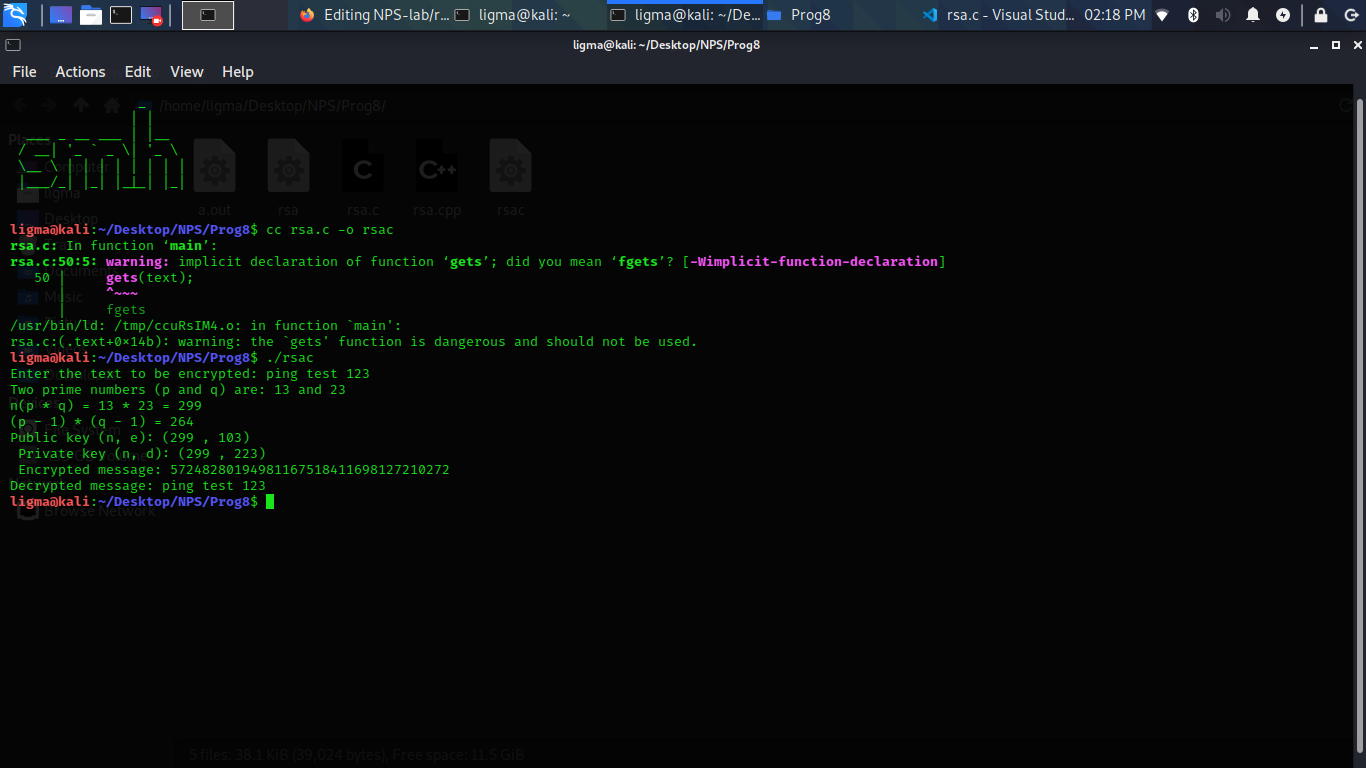 Editing NPS-lab/r... ligma@kali: ~ ligma@kali: ~/De... Prog8 rsa.c - Visual Stud... 02:18 PM
ligma@kali: ~/Desktop/NPS/Prog8
File Actions Edit View Help
/home/ligma/Desktop/NPS/Prog8/
Places
Computer
ligma
a.out rsa rsa.c rsa.cpp rsac
Desktop
ligma@kali:~/Desktop/NPS/Prog8$ cc rsa.c -o rsac
rsa.c: In function ‘main’:
rsa.c:50:5: warning: implicit declaration of function ‘gets’; did you mean ‘fgets’? [-Wimplicit-function-declaration]
50 | gets(text);
| ^~~~
| fgets
Music
/usr/bin/ld: /tmp/ccuRsIM4.o: in function `main':
rsa.c:(.text+0×14b): warning: the `gets' function is dangerous and should not be used.
ligma@kali:~/Desktop/NPS/Prog8$ ./rsac
Enter the text to be encrypted: ping test 123
Two prime numbers (p and q) are: 13 and 23
n(p * q) = 13 * 23 = 299
(p - 1) * (q - 1) = 264
Public key (n, e): (299 , 103)
Private key (n, d): (299 , 223)
Encrypted message: 57248280194981167518411698127210272
Decrypted message: ping test 123
ligma@kali:~/Desktop/NPS/Prog8$
Browse Network
5 files: 38.1 KiB (39,024 bytes), Free space: 11.5 GiB